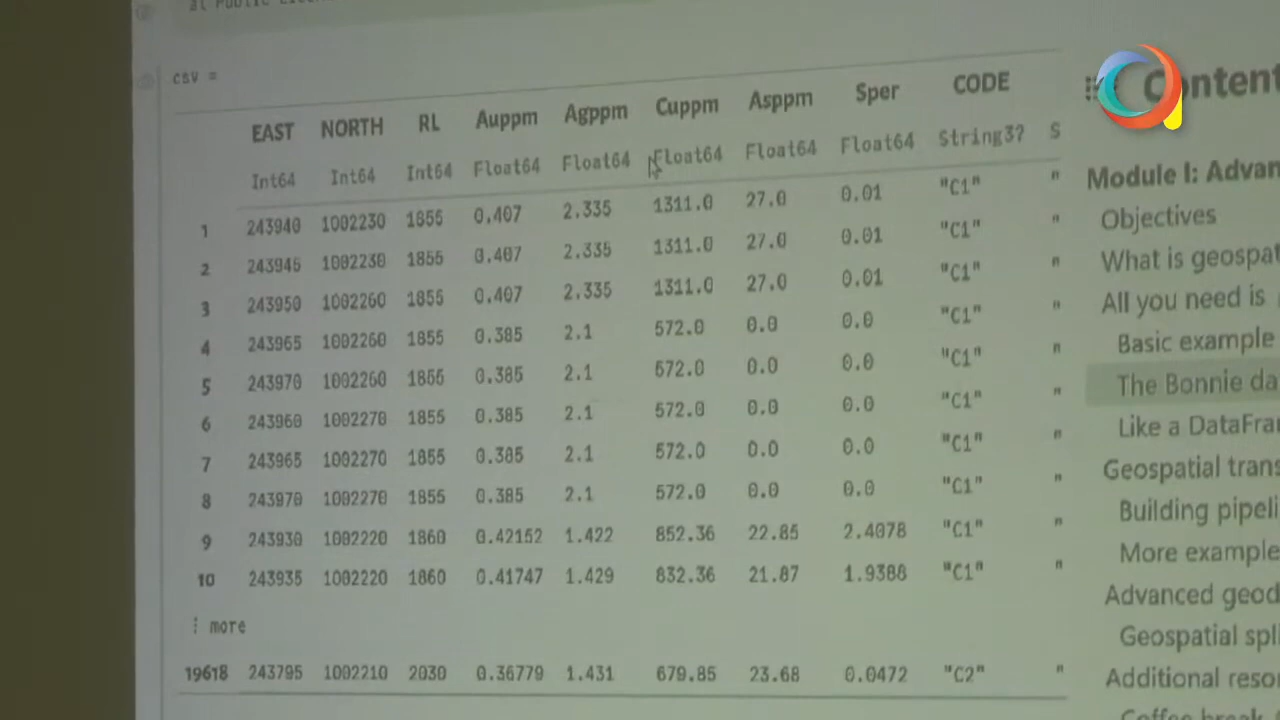 al Public
csv =
EAST NORTH RL Auppm Agppm Cuppm Asppm Sper CODE
Int64 Int64 Int64 Float64 Float64 Float64 Float64 Float64 String3? S
1 243940 1002230 1855 0.407 2.335 1311.0 27.0 0.01 "C1" "
2 243945 1002230 1855 0.407 2.335 1311.0 27.0 0.01 "C1" "
3 243950 1002260 1855 0.407 2.335 1311.0 27.0 0.01 "C1" "
4 243965 1002260 1855 0.385 2.1 572.0 0.0 0.0 "C1" "
5 243970 1002260 1855 0.385 2.1 572.0 0.0 0.0 "C1" "
6 243960 1002270 1855 0.385 2.1 572.0 0.0 0.0 "C1" "
7 243965 1002270 1855 0.385 2.1 572.0 0.0 0.0 "C1" "
8 243970 1002270 1855 0.385 2.1 572.0 0.0 0.0 "C1" "
9 243930 1002220 1860 0.42152 1.422 852.36 22.85 2.4078 "C1" "
10 243935 1002220 1860 0.41747 1.429 832.36 21.87 1.9388 "C1" "
⋮ more
19618 243795 1002210 2030 0.36779 1.431 679.85 23.68 0.0472 "C2" "
Content
Module I: Advan
Objectives
What is geospat
All you need is
Basic example
The Bonnie da
Like a DataFra
Geospatial trans
Building pipeli
More example
Advanced geod
Geospatial spli
Additional resor
Coffee break